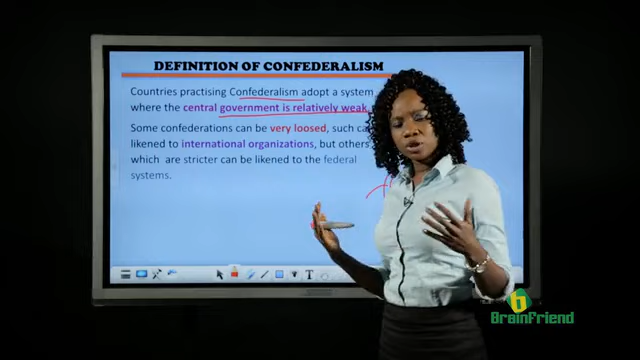 DEFINITION OF CONFEDERALISM
Countries practising Confederalism adopt a system
where the central government is relatively weak
Some confederations can be very loosed, such ca
likened to international organizations, but others
which are stricter can be likened to the federal
systems.
T
b
BrainFriend